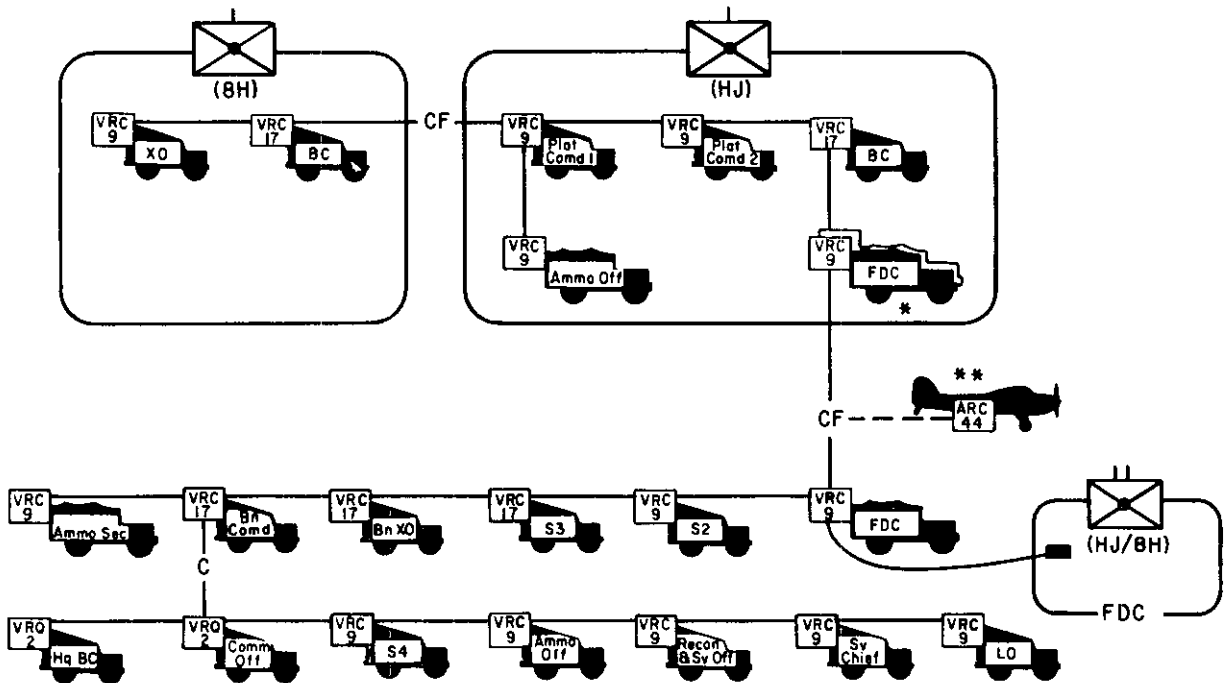 (8H)
VRC
9
XO
VRC
17
BC
CF
(HJ)
VRC
9
Plat
Comd 1
VRC
9
Plat
Comd 2
VRC
17
BC
VRC
9
Ammo Off
VRC
9
FDC
*
**
ARC
44
CF
VRC
9
Ammo Sec
VRC
17
Bn
Comd
VRC
17
Bn XO
VRC
17
S3
VRC
9
S2
VRC
9
FDC
(HJ/8H)
FDC
C
VRQ
2
Hq BC
VRQ
2
Comm
Off
VRC
9
S4
VRC
9
Ammo
Off
VRC
9
Recon
& Sv Off
VRC
9
Sv
Chief
VRC
9
LO